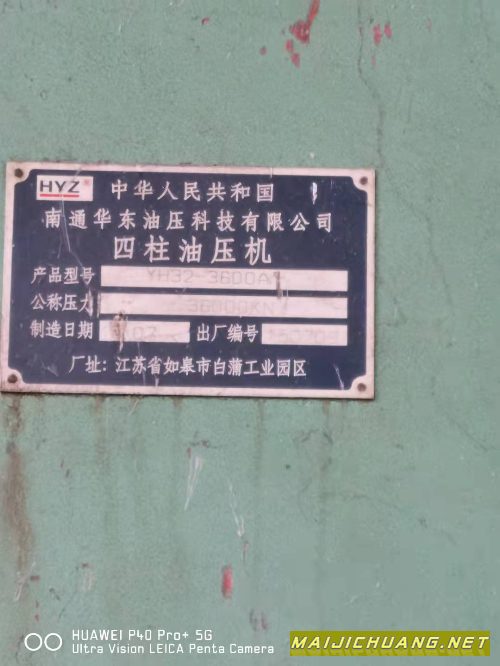 HYZ 中华人民共和国
南通华东油压科技有限公司
四柱油压机
产品型号 YH32-3600A
公称压力 36000KN
制造日期 出厂编号
厂址:江苏省如皋市白蒲工业园区
HUAWEI P40 Pro+ 5G
Ultra Vision LEICA Penta Camera
MAIJICHUANG.NET